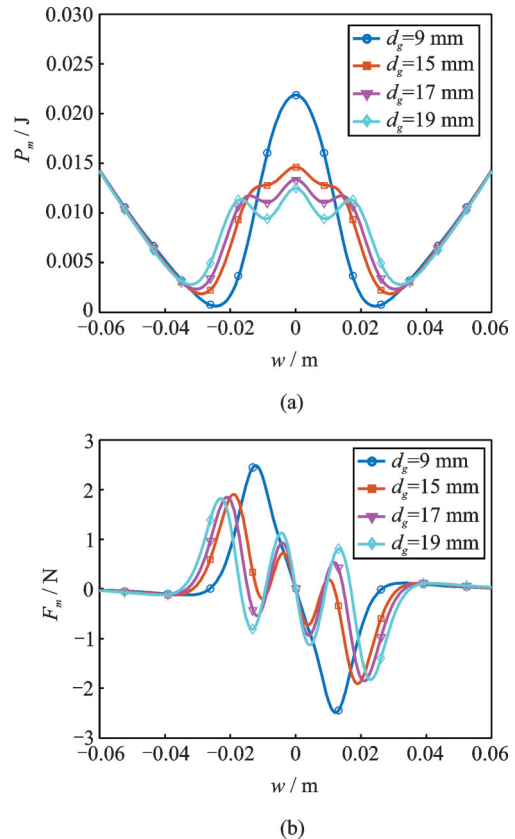 0.030
0.025
0.020
0.015
0.010
0.005
0
P_m / J
d_g=9 mm
d_g=15 mm
d_g=17 mm
d_g=19 mm
−0.06 −0.04 −0.02 0 0.02 0.04 0.06
w / m
(a)
3
2
1
0
−1
−2
−3
F_m / N
d_g=9 mm
d_g=15 mm
d_g=17 mm
d_g=19 mm
−0.06 −0.04 −0.02 0 0.02 0.04 0.06
w / m
(b)